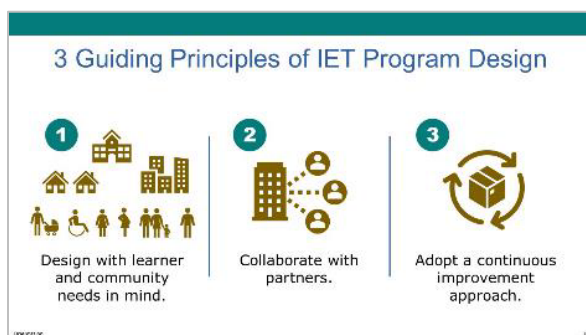 3 Guiding Principles of IET Program Design
1
Design with learner
and community
needs in mind.
2
Collaborate with
partners.
3
Adopt a continuous
improvement
approach.